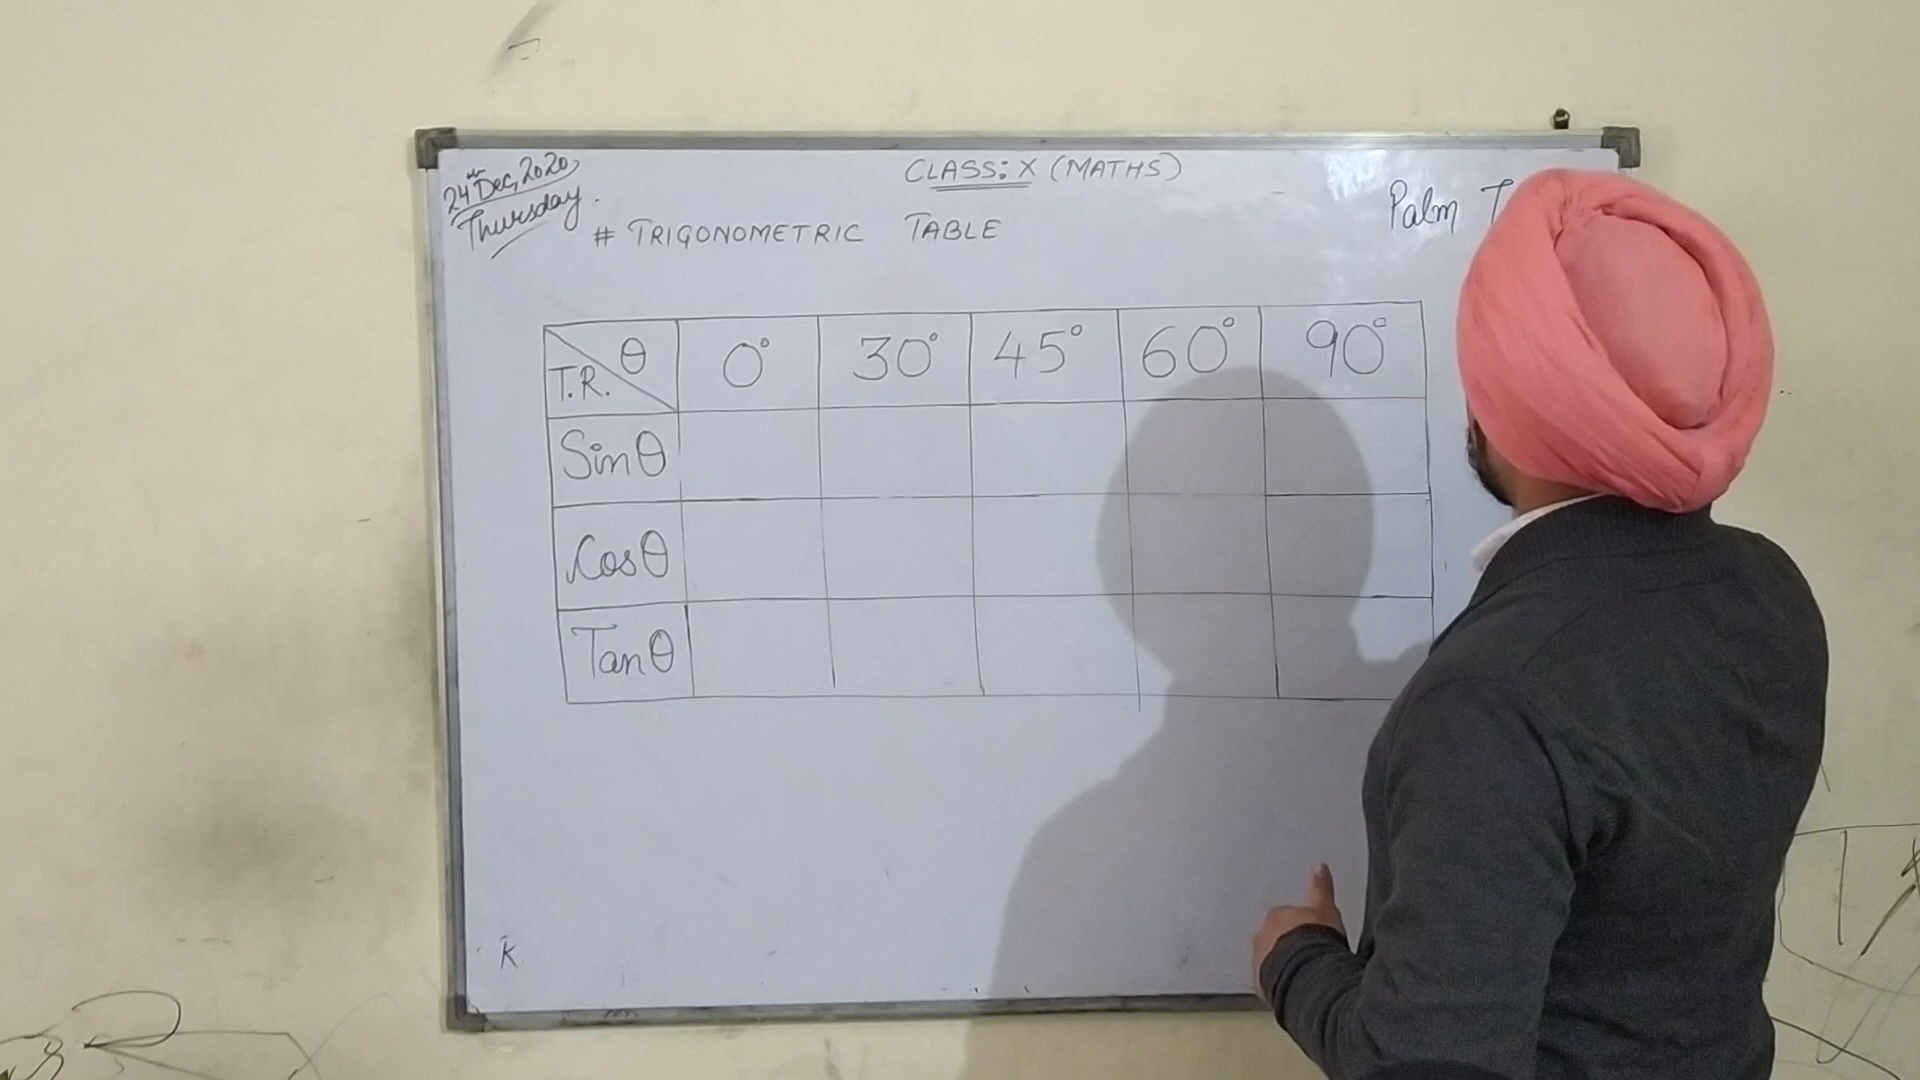 24th Dec, 2020,
Thursday.
CLASS: X (MATHS)
Palm
# TRIGONOMETRIC TABLE
T.R. θ 0° 30° 45° 60° 90°
Sinθ
Cosθ
Tanθ
K